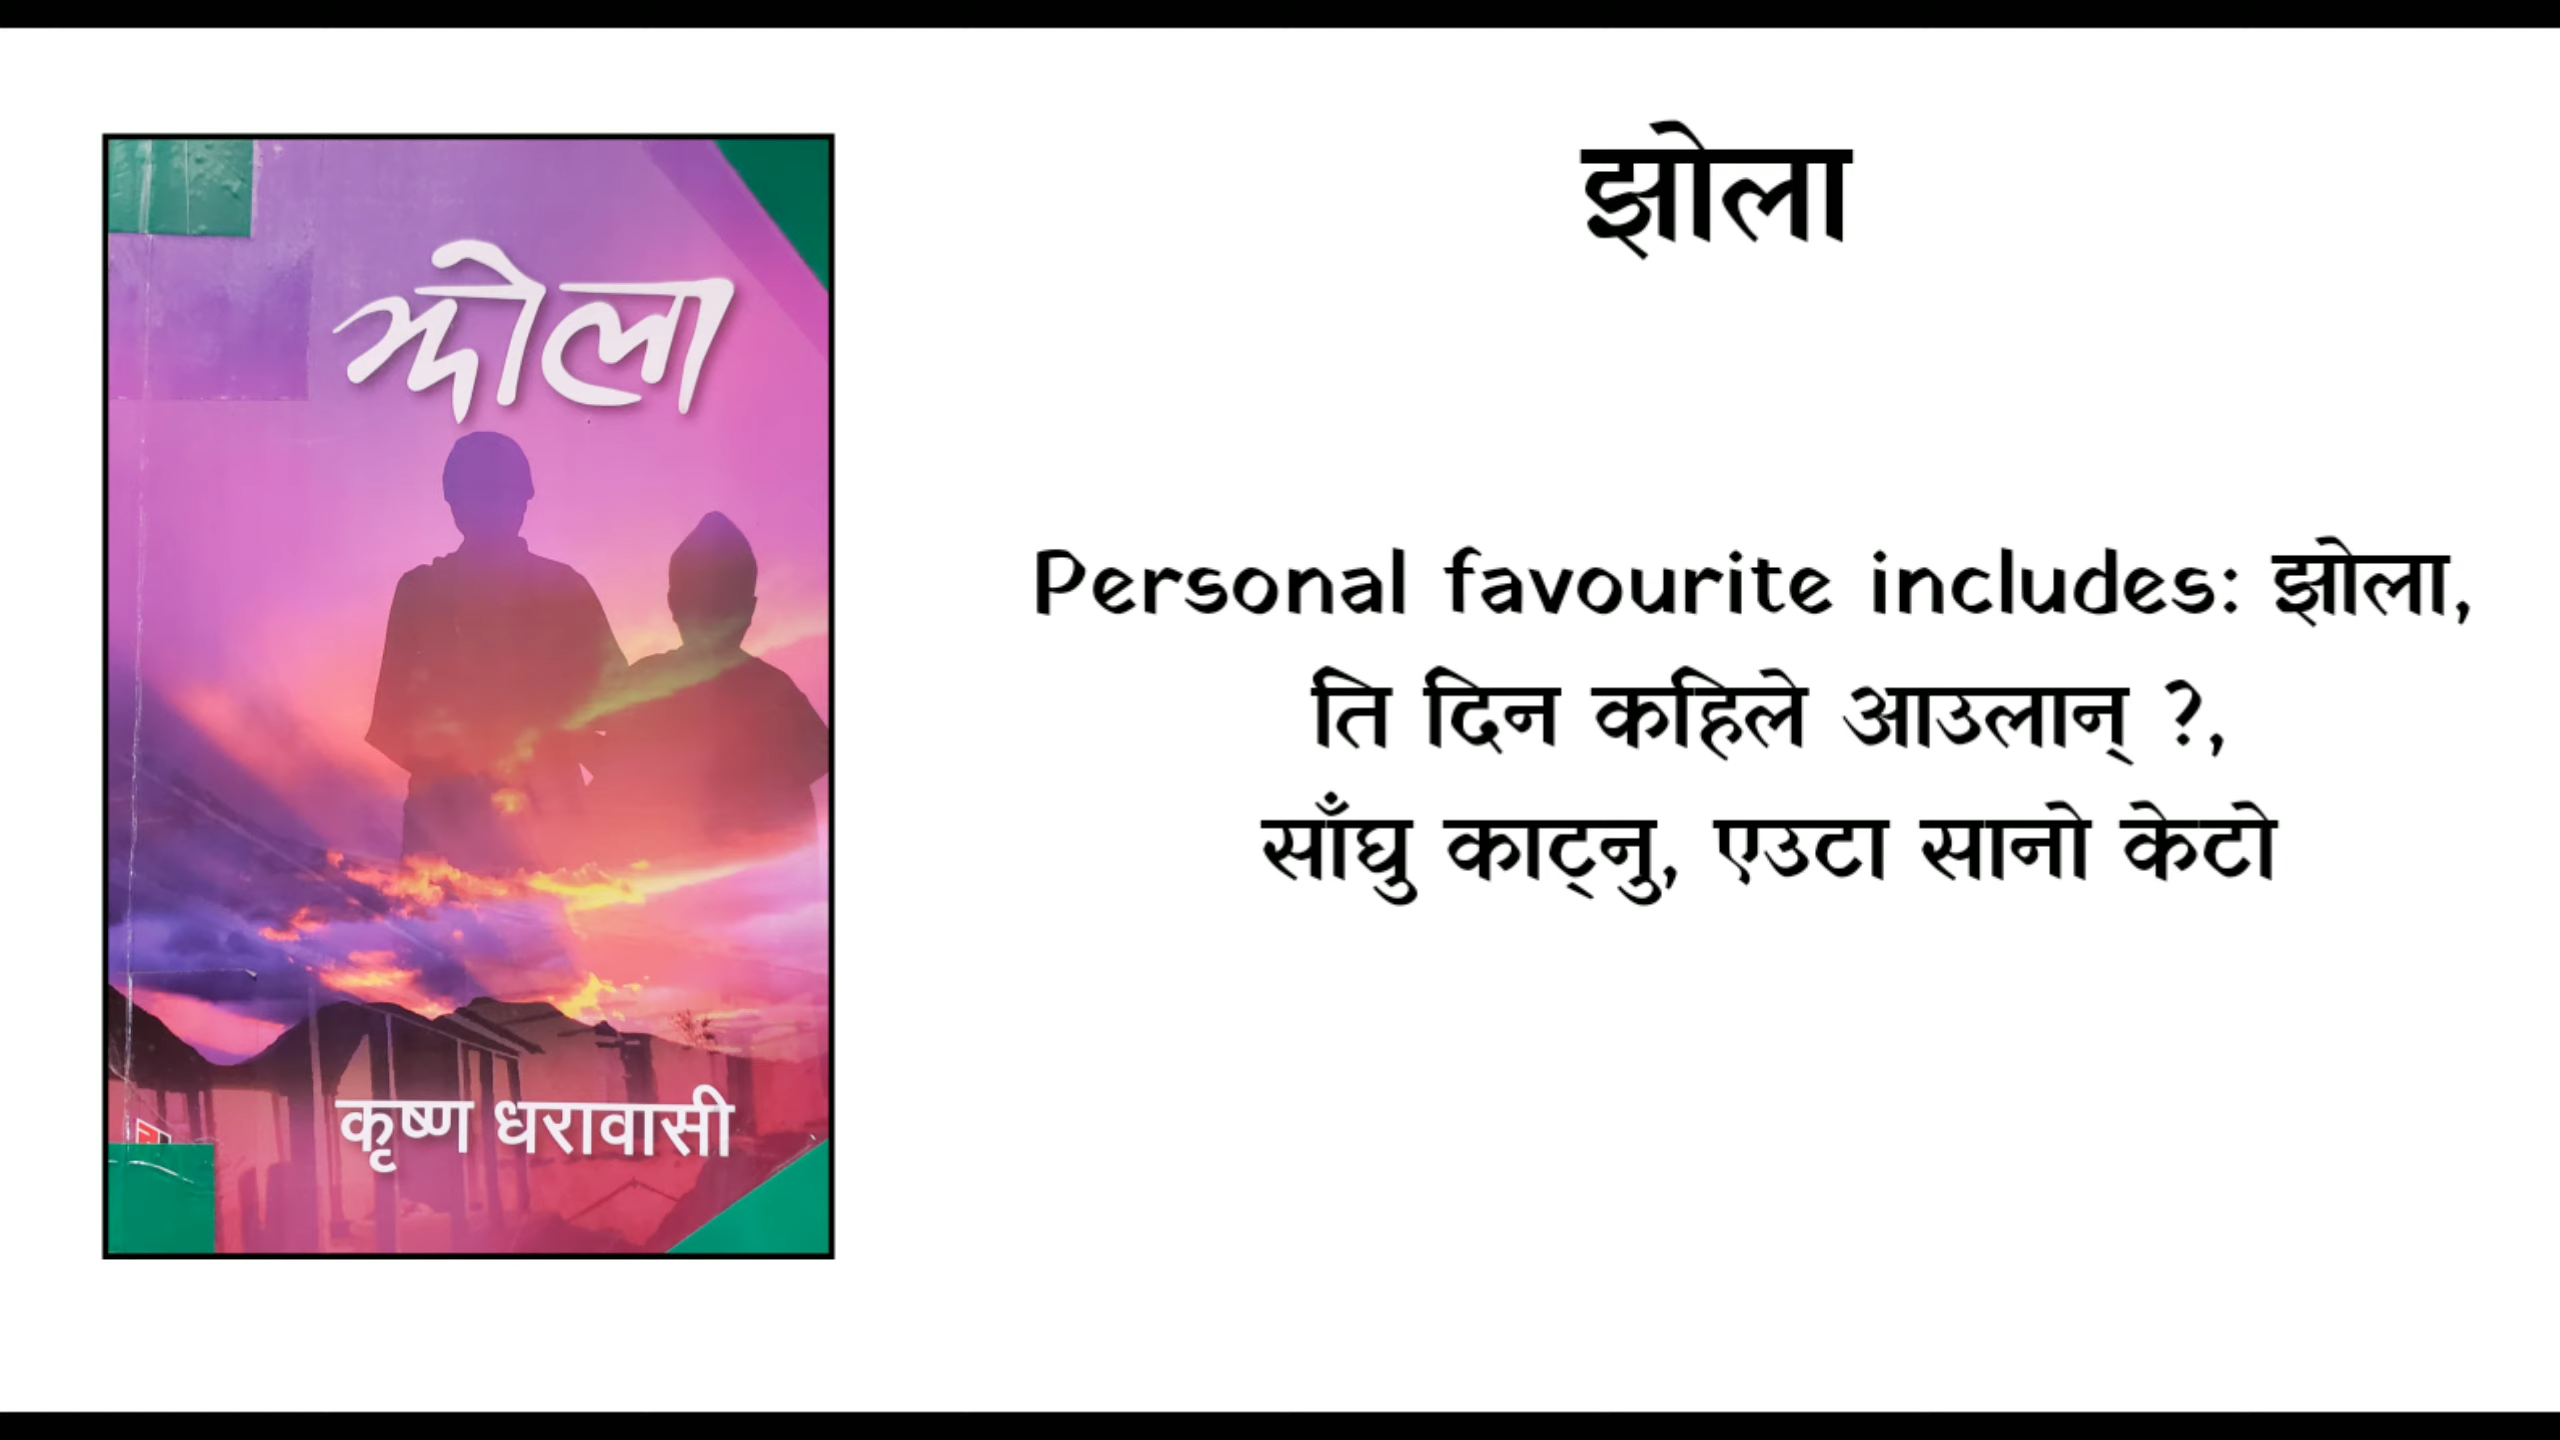 झोला
कृष्ण धरावासी
झोला
Personal favourite includes: झोला,
ति दिन कहिले आउलान् ?,
साँघु काट्नु, एउटा सानो केटो